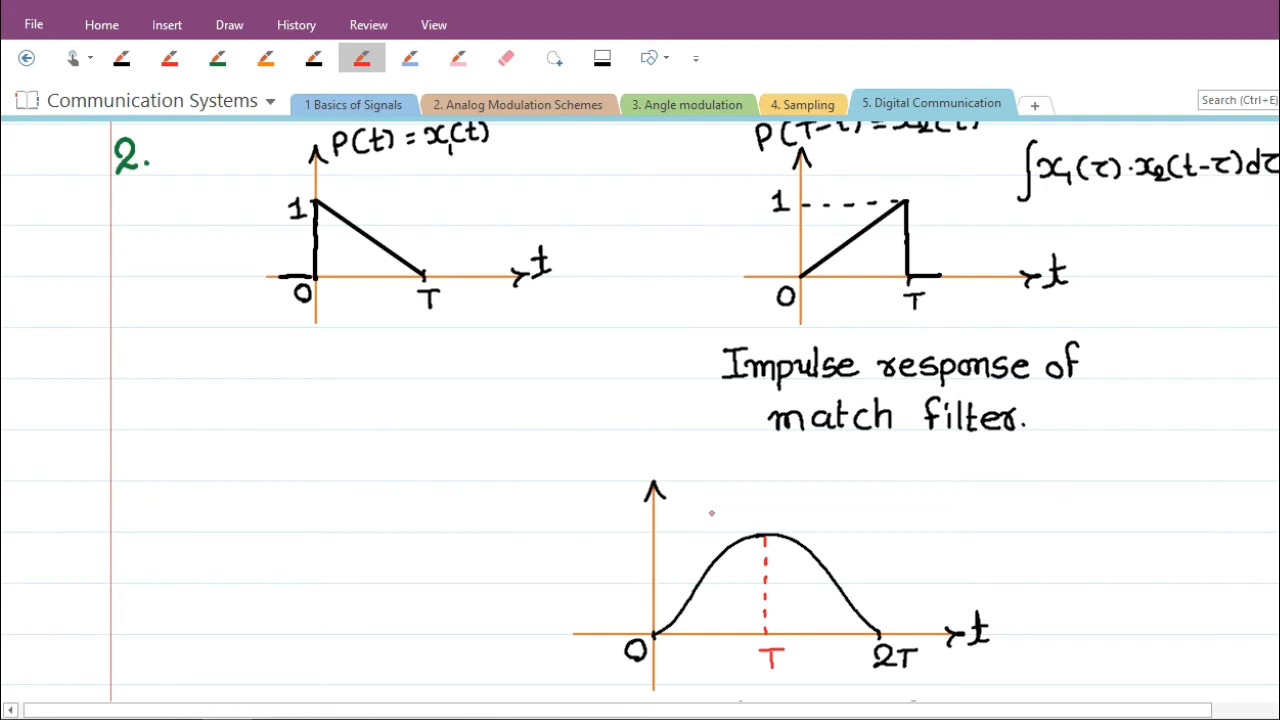 File Home Insert Draw History Review View
Communication Systems
1 Basics of Signals
2. Analog Modulation Schemes
3. Angle modulation
4. Sampling
5. Digital Communication
+
Search (Ctrl+E)
2.
P(t) = x₁(t)
1
0
T
t
P(T-t) = x₂(t)
1
0
T
t
∫x₁(τ)·x₂(t-τ)dτ
Impulse response of
match filter.
0
T
2T
t